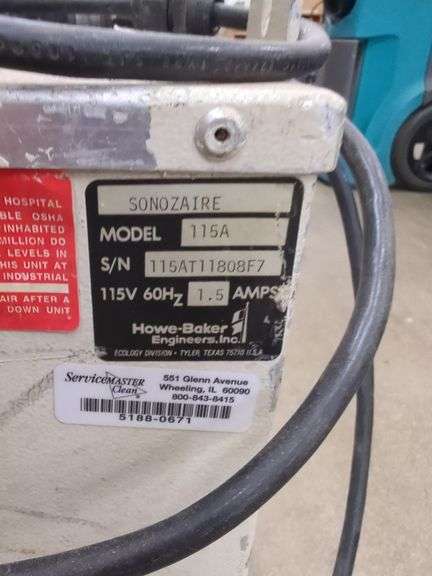 HOSPITAL
BLE OSHA
INHABITED
MILLION DO
LEVELS IN
HIS UNIT AT
INDUSTRIAL
AIR AFTER A
DOWN UNIT
SONOZAIRE
MODEL 115A
S/N 115AT11808F7
115V 60HZ 1.5 AMPS
Howe-Baker
Engineers, Inc.
ECOLOGY DIVISION • TYLER, TEXAS 75710 U.S.A.
ServiceMASTER
Clean
551 Glenn Avenue
Wheeling, IL 60090
800-843-8415
5188-0671